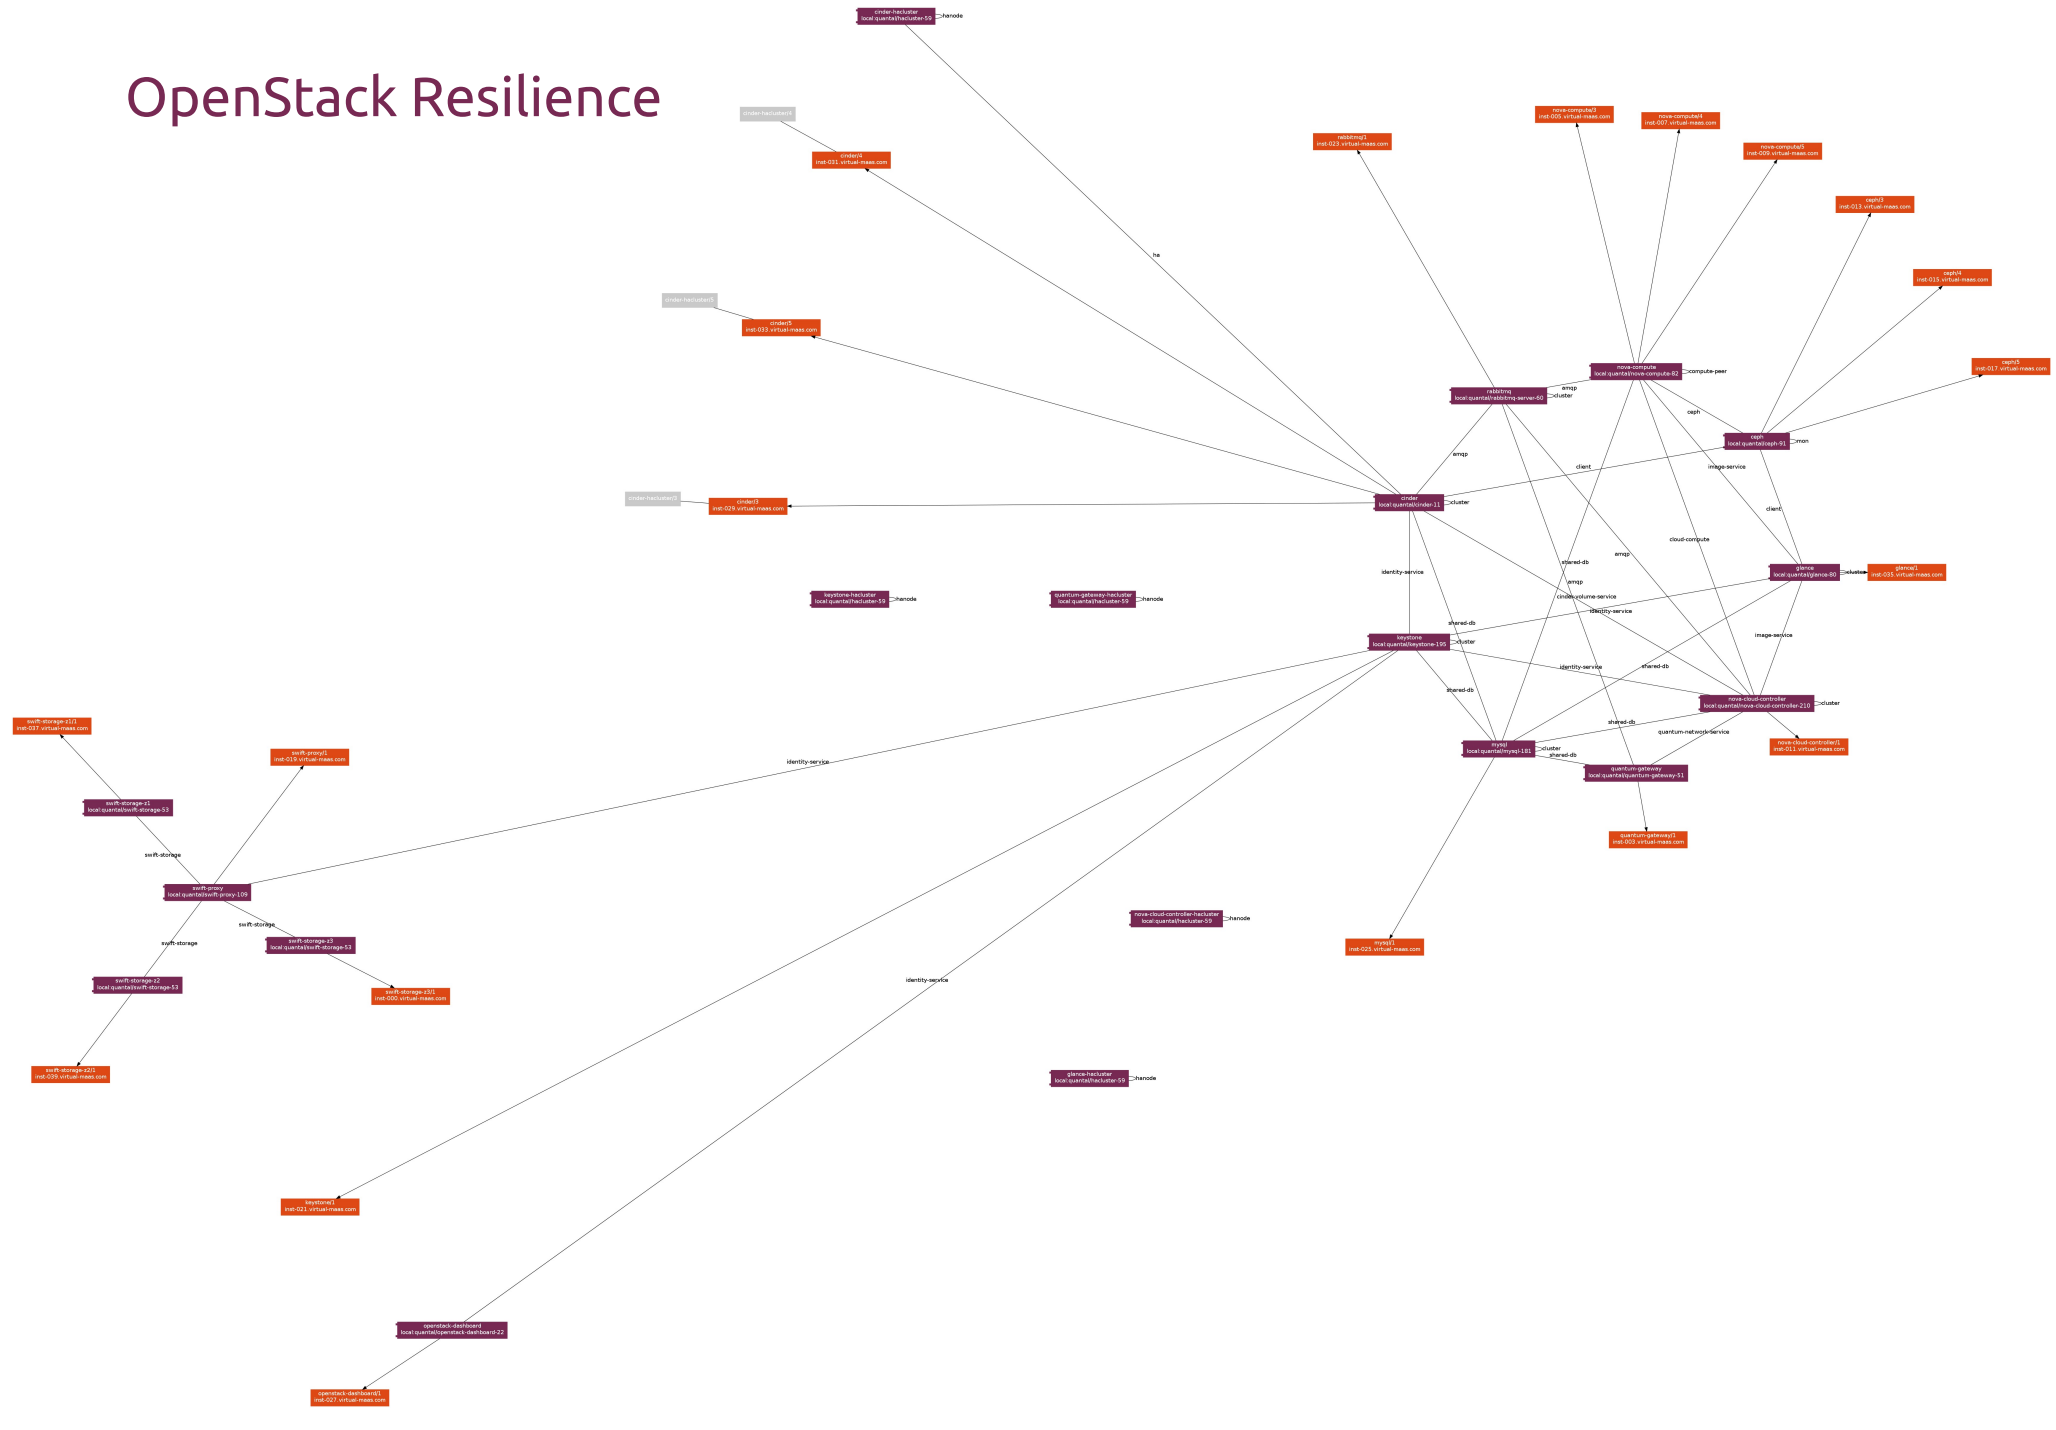 cinder-hacluster
local:quantal/hacluster-59
hanode
OpenStack Resilience
cinder-hacluster/4
cinder/4
inst-031.virtual-maas.com
rabbitmq/1
inst-023.virtual-maas.com
nova-compute/3
inst-005.virtual-maas.com
nova-compute/4
inst-007.virtual-maas.com
nova-compute/5
inst-009.virtual-maas.com
ceph/3
inst-013.virtual-maas.com
ha
ceph/4
inst-015.virtual-maas.com
cinder-hacluster/5
cinder/5
inst-033.virtual-maas.com
ceph/5
inst-017.virtual-maas.com
nova-compute
local:quantal/nova-compute-82
compute-peer
amqp
rabbitmq
local:quantal/rabbitmq-server-60
cluster
ceph
ceph
local:quantal/ceph-91
mon
amqp
client
image-service
cinder-hacluster/3
cinder/3
inst-029.virtual-maas.com
cinder
local:quantal/cinder-11
cluster
client
cloud-compute
amqp
shared-db
identity-service
glance
local:quantal/glance-80
cluster
glance/1
inst-035.virtual-maas.com
amqp
keystone-hacluster
local:quantal/hacluster-59
hanode
quantum-gateway-hacluster
local:quantal/hacluster-59
hanode
cinder-volume-service
identity-service
shared-db
keystone
local:quantal/keystone-195
cluster
image-service
identity-service
shared-db
shared-db
nova-cloud-controller
local:quantal/nova-cloud-controller-210
cluster
shared-db
quantum-network-service
swift-storage-z1/1
inst-037.virtual-maas.com
swift-proxy/1
inst-019.virtual-maas.com
identity-service
mysql
local:quantal/mysql-181
cluster
shared-db
nova-cloud-controller/1
inst-011.virtual-maas.com
quantum-gateway
local:quantal/quantum-gateway-51
swift-storage-z1
local:quantal/swift-storage-53
quantum-gateway/1
inst-003.virtual-maas.com
swift-storage
swift-proxy
local:quantal/swift-proxy-109
swift-storage
nova-cloud-controller-hacluster
local:quantal/hacluster-59
hanode
swift-storage
swift-storage-z3
local:quantal/swift-storage-53
mysql/1
inst-025.virtual-maas.com
swift-storage-z2
local:quantal/swift-storage-53
identity-service
swift-storage-z3/1
inst-000.virtual-maas.com
swift-storage-z2/1
inst-039.virtual-maas.com
glance-hacluster
local:quantal/hacluster-59
hanode
keystone/1
inst-021.virtual-maas.com
openstack-dashboard
local:quantal/openstack-dashboard-22
openstack-dashboard/1
inst-027.virtual-maas.com